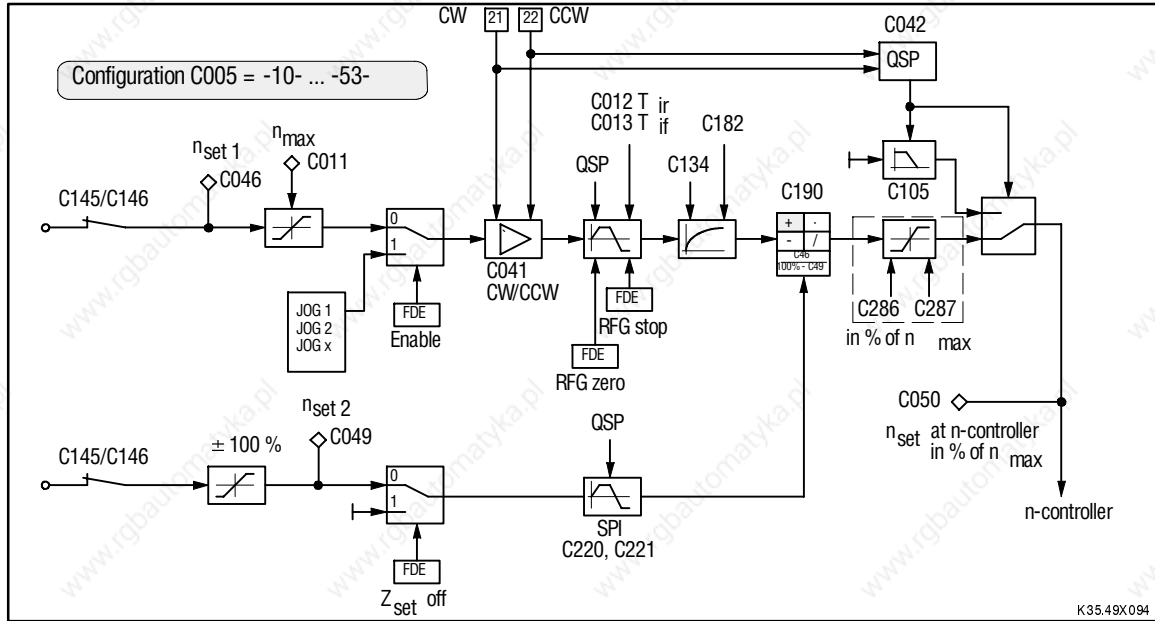 CW 21 22 CCW
C042
QSP
Configuration C005 = -10- ... -53-
C012 T ir
C013 T if
C182
n max
C011
n set 1
C046
C145/C146
QSP
C134
C190
C105
0
1
+ ·
- /
C46
100% - C49
C041
CW/CCW
JOG 1
JOG 2
JOG x
FDE
Enable
FDE
RFG stop
FDE
RFG zero
C286 C287
in % of n max
n set 2
C049
C145/C146
± 100 %
0
1
QSP
SPI
C220, C221
FDE
Z set off
C050
n set at n-controller
in % of n max
n-controller
K35.49X094
www.rgbautomatyka.pl